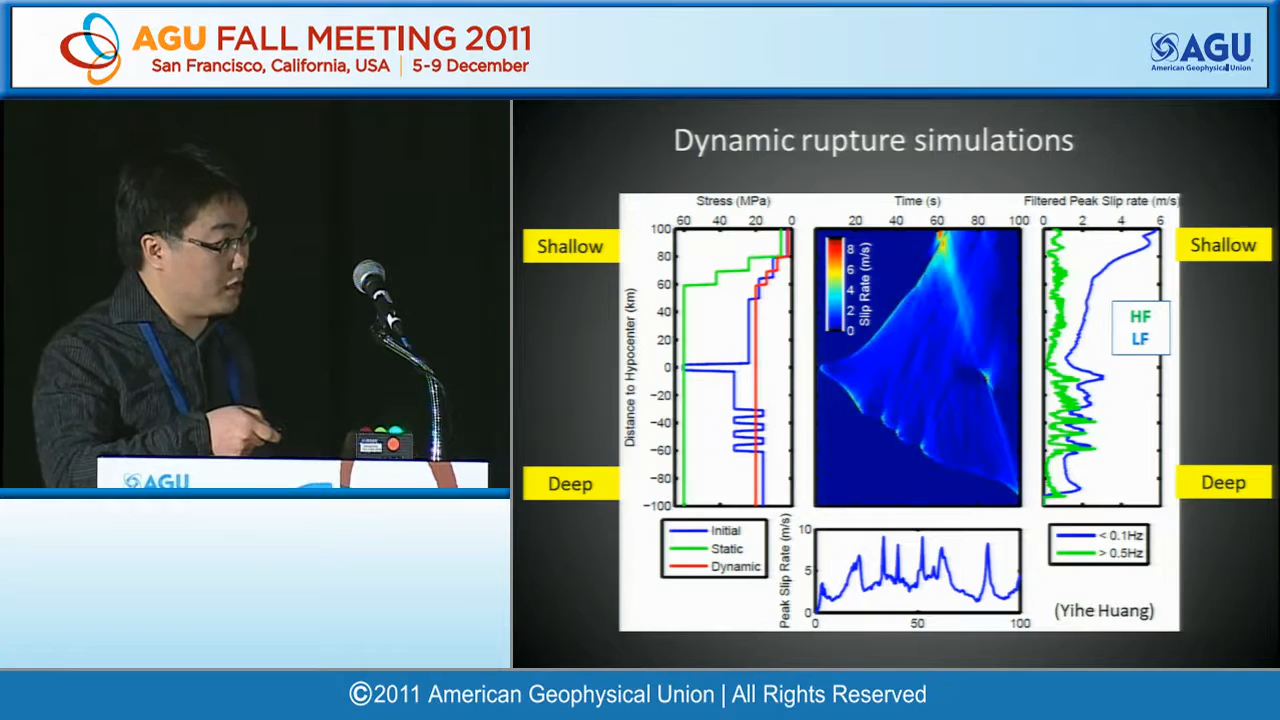 AGU FALL MEETING 2011
San Francisco, California, USA | 5-9 December
AGU
American Geophysical Union
Dynamic rupture simulations
Shallow
Deep
Stress (MPa)
60 40 20 0
Distance to Hypocenter (km)
100
80
60
40
20
0
−20
−40
−60
−80
−100
Initial
Static
Dynamic
Time (s)
20 40 60 80 100
Slip Rate (m/s)
8
6
4
2
0
Peak Slip Rate (m/s)
10
5
0
0 50 100
Filtered Peak Slip rate (m/s)
0 2 4 6
HF
LF
Shallow
Deep
< 0.1Hz
> 0.5Hz
(Yihe Huang)
AGU
©2011 American Geophysical Union | All Rights Reserved